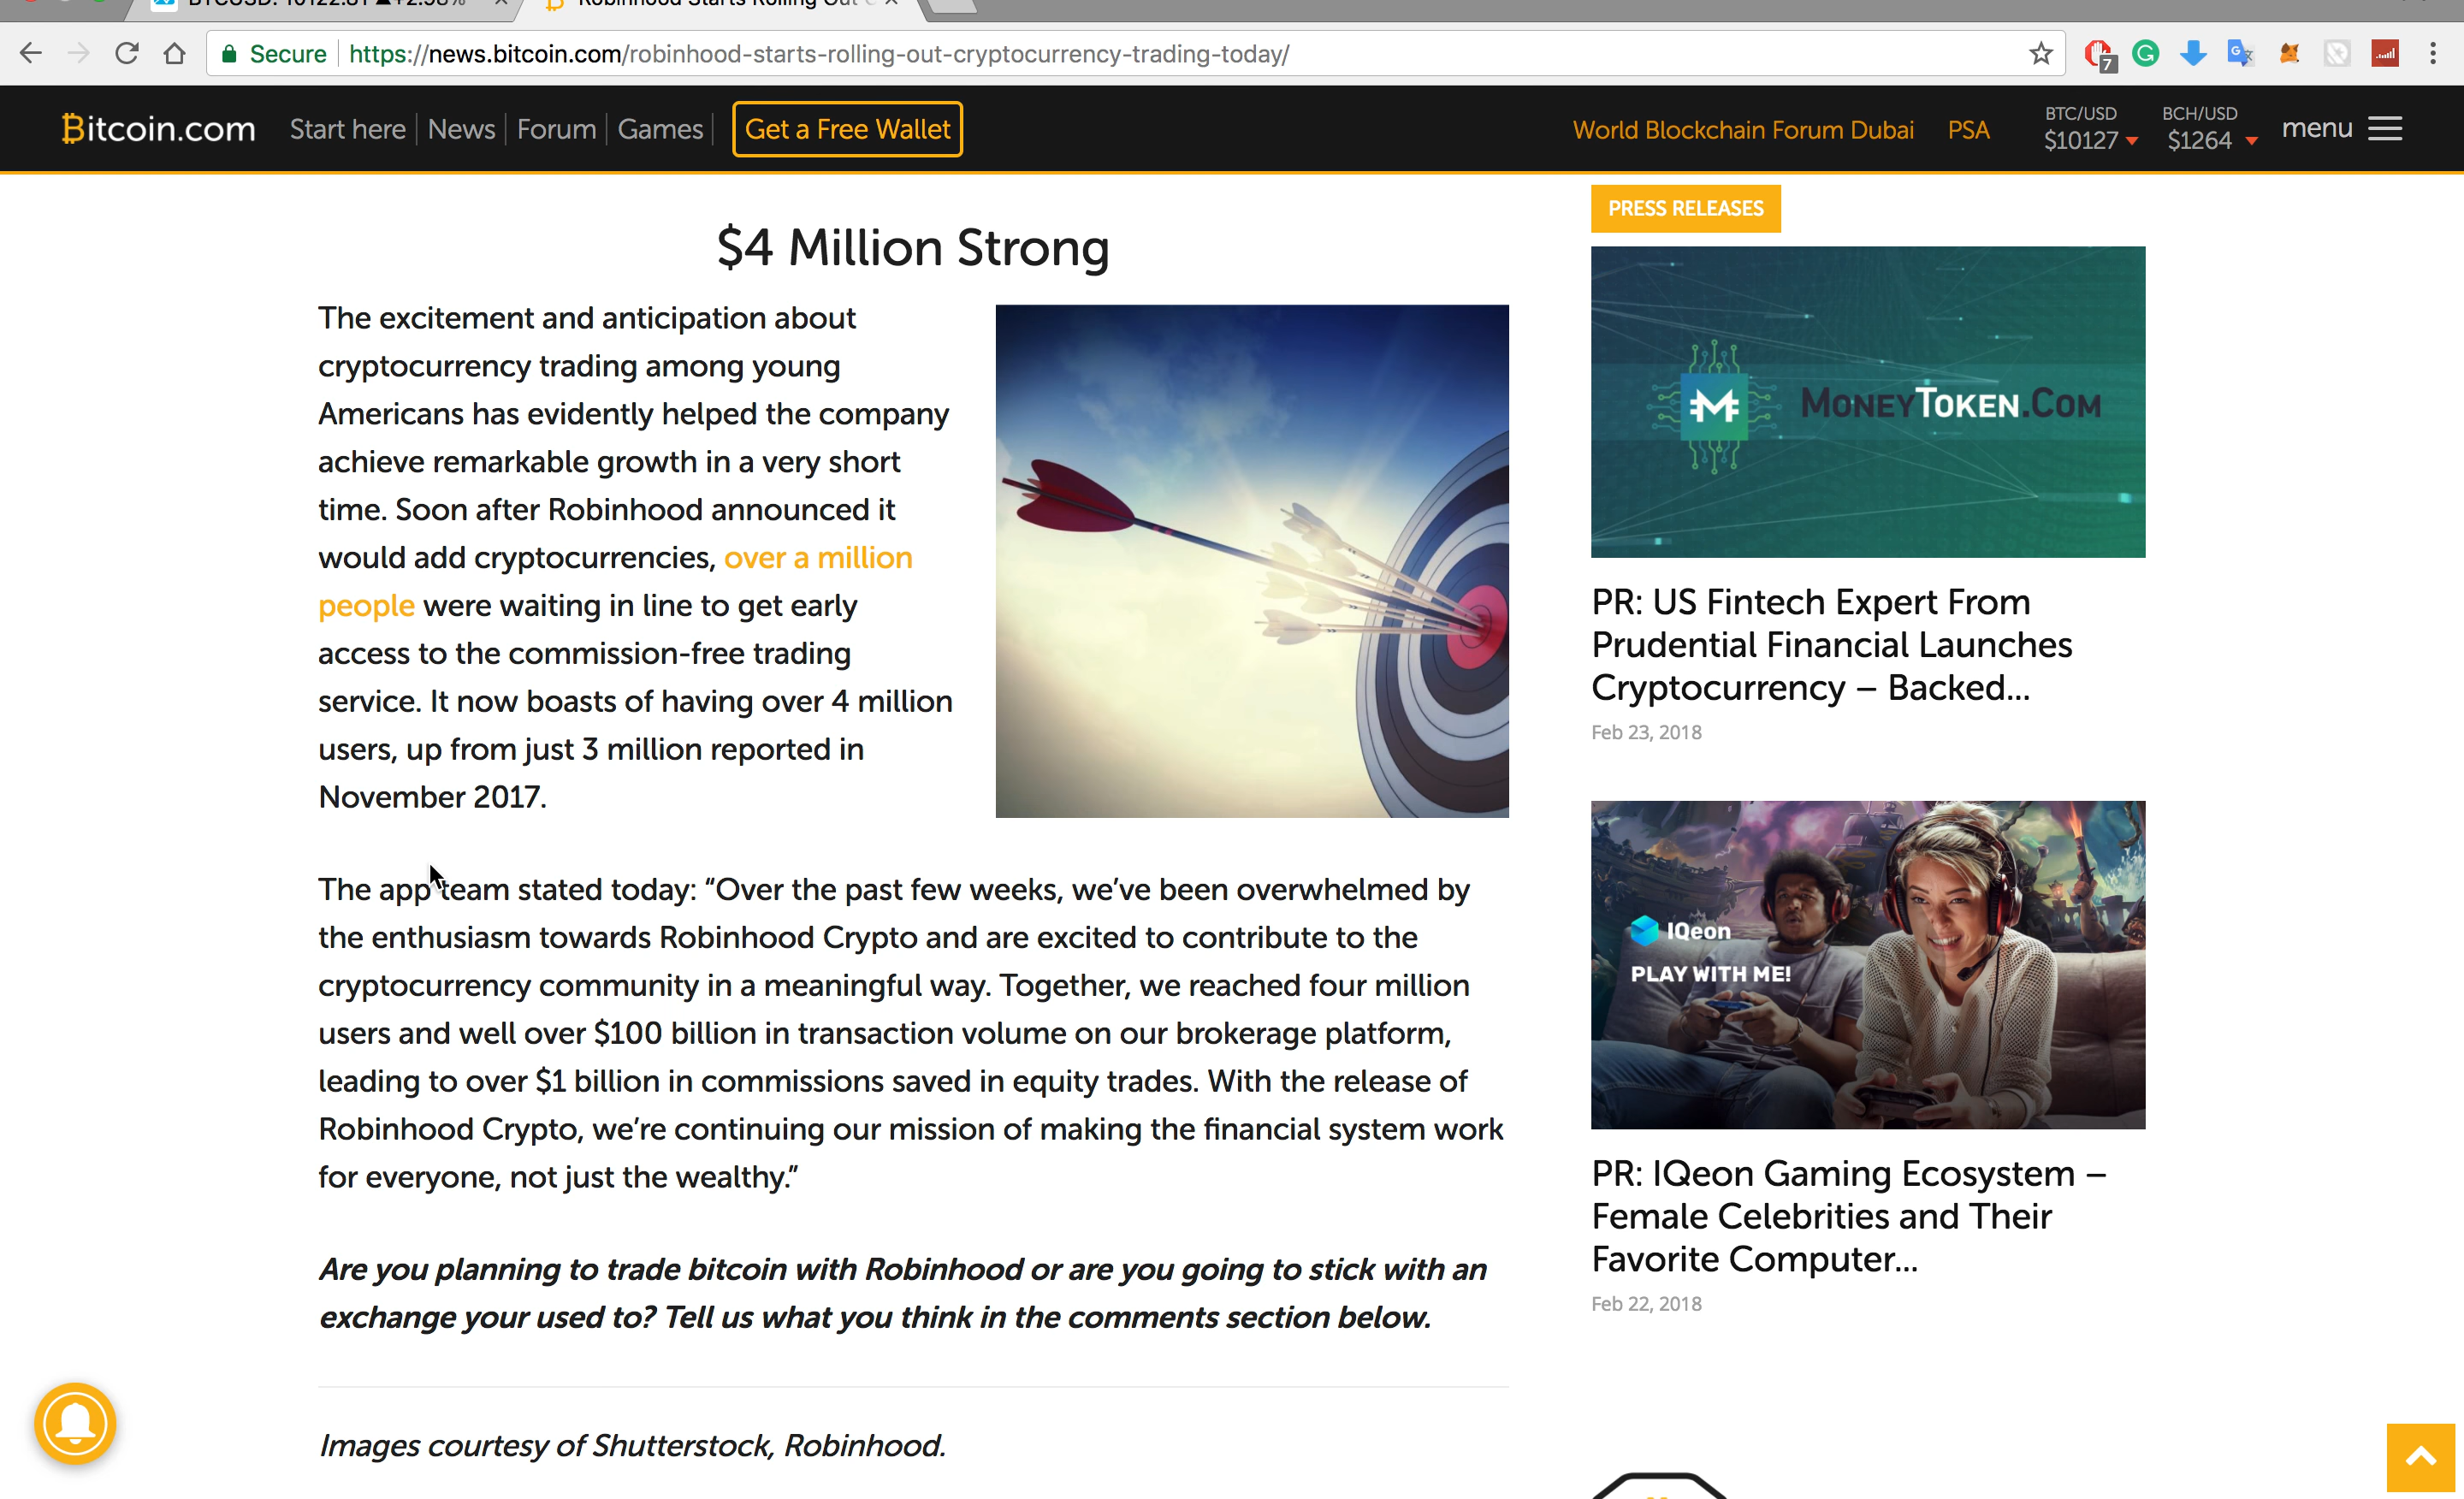 Secure https://news.bitcoin.com/robinhood-starts-rolling-out-cryptocurrency-trading-today/
7
Bitcoin.com Start here News Forum Games Get a Free Wallet World Blockchain Forum Dubai PSA BTC/USD $10127 BCH/USD $1264 menu
$4 Million Strong
The excitement and anticipation about
cryptocurrency trading among young
Americans has evidently helped the company
achieve remarkable growth in a very short
time. Soon after Robinhood announced it
would add cryptocurrencies, over a million
people were waiting in line to get early
access to the commission-free trading
service. It now boasts of having over 4 million
users, up from just 3 million reported in
November 2017.
The app team stated today: “Over the past few weeks, we’ve been overwhelmed by
the enthusiasm towards Robinhood Crypto and are excited to contribute to the
cryptocurrency community in a meaningful way. Together, we reached four million
users and well over $100 billion in transaction volume on our brokerage platform,
leading to over $1 billion in commissions saved in equity trades. With the release of
Robinhood Crypto, we’re continuing our mission of making the financial system work
for everyone, not just the wealthy.”
Are you planning to trade bitcoin with Robinhood or are you going to stick with an
exchange your used to? Tell us what you think in the comments section below.
Images courtesy of Shutterstock, Robinhood.
PRESS RELEASES
MONEYTOKEN.COM
PR: US Fintech Expert From
Prudential Financial Launches
Cryptocurrency – Backed...
Feb 23, 2018
IQeon
PLAY WITH ME!
PR: IQeon Gaming Ecosystem –
Female Celebrities and Their
Favorite Computer...
Feb 22, 2018